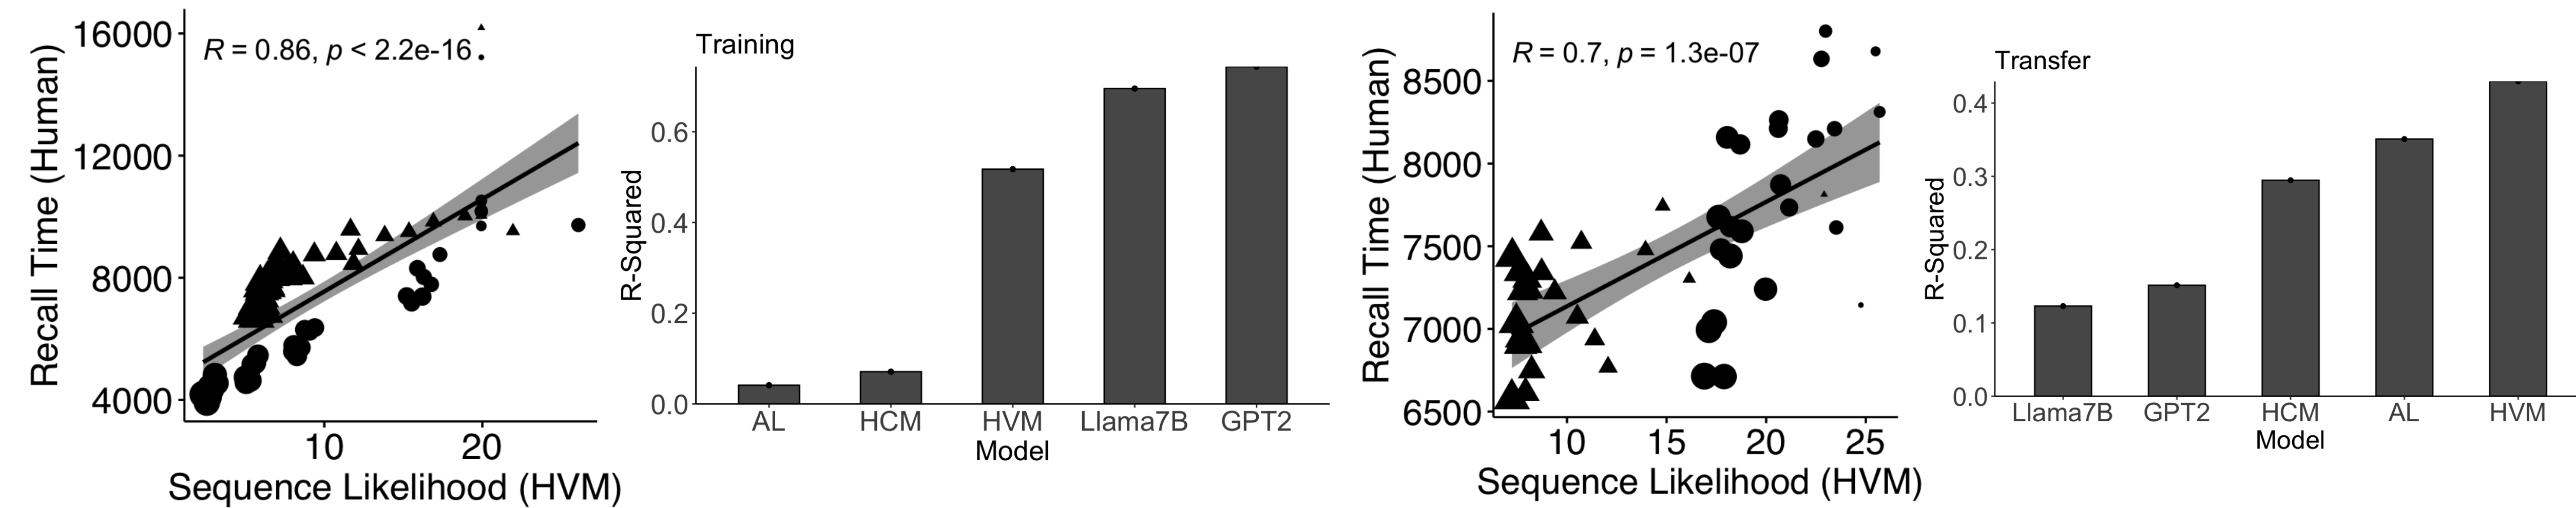 R = 0.86, p < 2.2e-16
16000
12000
8000
4000
Recall Time (Human)
10 20
Sequence Likelihood (HVM)
Training
0.6
0.4
0.2
0.0
R-Squared
AL HCM HVM Llama7B GPT2
Model
R = 0.7, p = 1.3e-07
8500
8000
7500
7000
6500
Recall Time (Human)
10 15 20 25
Sequence Likelihood (HVM)
Transfer
0.4
0.3
0.2
0.1
0.0
R-Squared
Llama7B GPT2 HCM AL HVM
Model